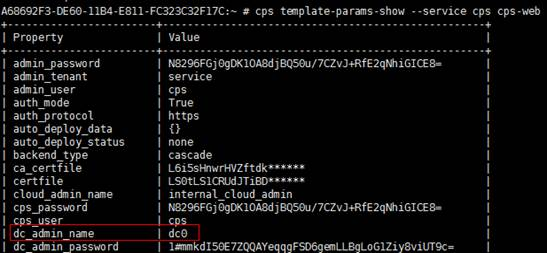 A68692F3-DE60-11B4-E811-FC323C32F17C:~ # cps template-params-show --service cps cps-web
+----------------------+----------------------------------------------+
| Property | Value
+----------------------+----------------------------------------------+
| admin_password | N8296FGj0gDK1OA8djBQ50u/7CZvJ+RfE2qNhiGICE8=
| admin_tenant | service
| admin_user | cps
| auth_mode | True
| auth_protocol | https
| auto_deploy_data | {}
| auto_deploy_status | none
| backend_type | cascade
| ca_certfile | L6i5sHnwrHVZftdk******
| certfile | LS0tLS1CRUdJTiBD******
| cloud_admin_name | internal_cloud_admin
| cps_password | N8296FGj0gDK1OA8djBQ50u/7CZvJ+RfE2qNhiGICE8=
| cps_user | cps
| dc_admin_name | dc0
| dc_admin_password | 1#mmkdI50E7ZQQAYeqqgFSD6gemLLBgLoG1Ziy8viUT9c=